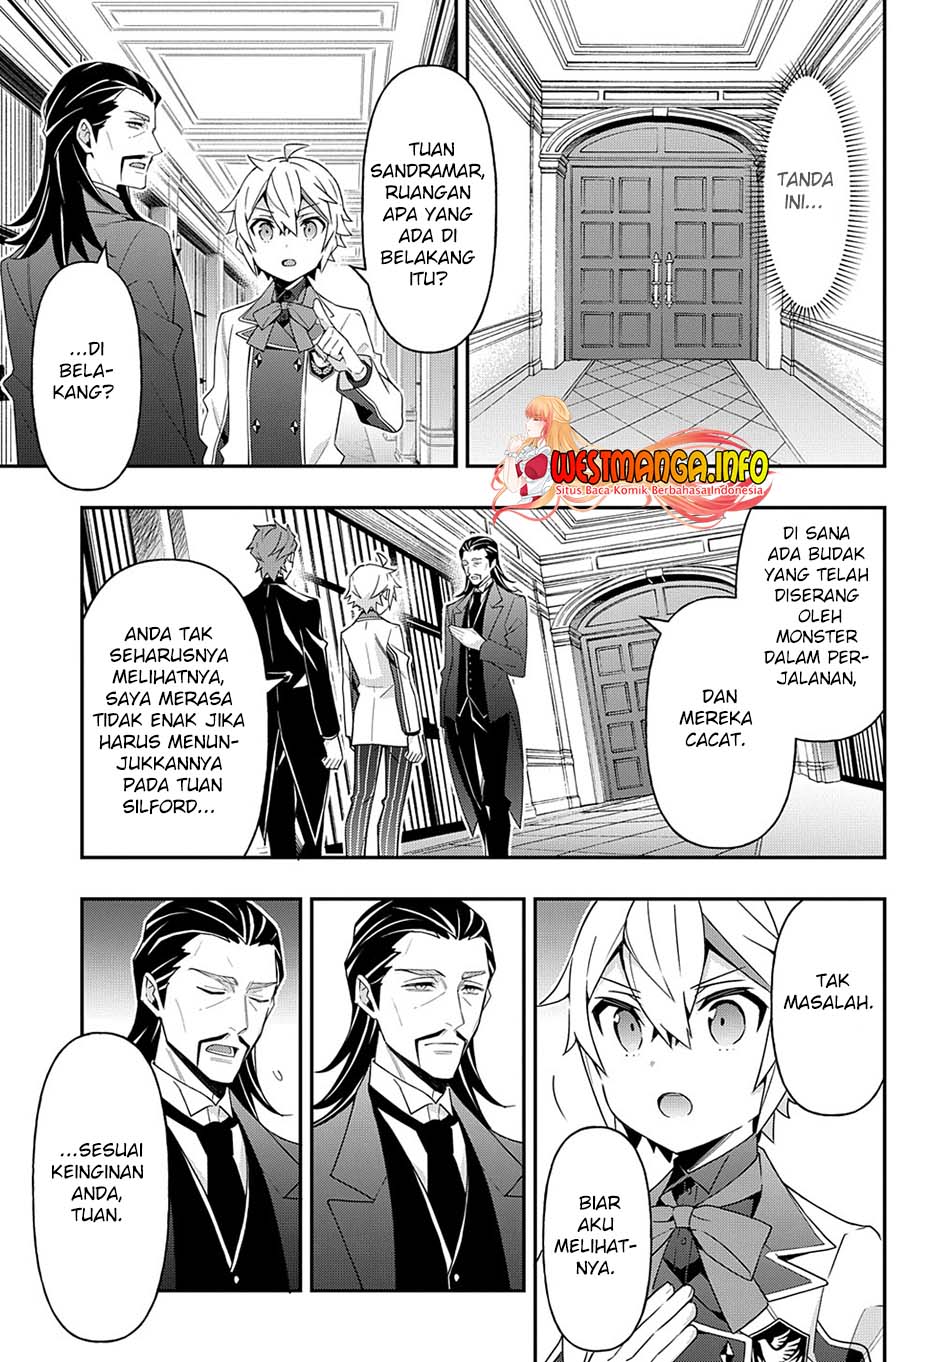 TANDA
INI...
TUAN
SANDRAMAR,
RUANGAN
APA YANG
ADA DI
BELAKANG
ITU?
...DI
BELA-
KANG?
WESTMANGA.INFO
Situs Baca Komik Berbahasa Indonesia
DI SANA
ADA BUDAK
YANG TELAH
DISERANG
OLEH
MONSTER
DALAM PER-
JALANAN,
DAN
MEREKA
CACAT.
ANDA TAK
SEHARUSNYA
MELIHATNYA,
SAYA MERASA
TIDAK ENAK JIKA
HARUS MENUN-
JUKKANNYA
PADA TUAN
SILFORD...
TAK
MASALAH.
BIAR
AKU
MELIHAT-
NYA.
...SESUAI
KEINGINAN
ANDA,
TUAN.